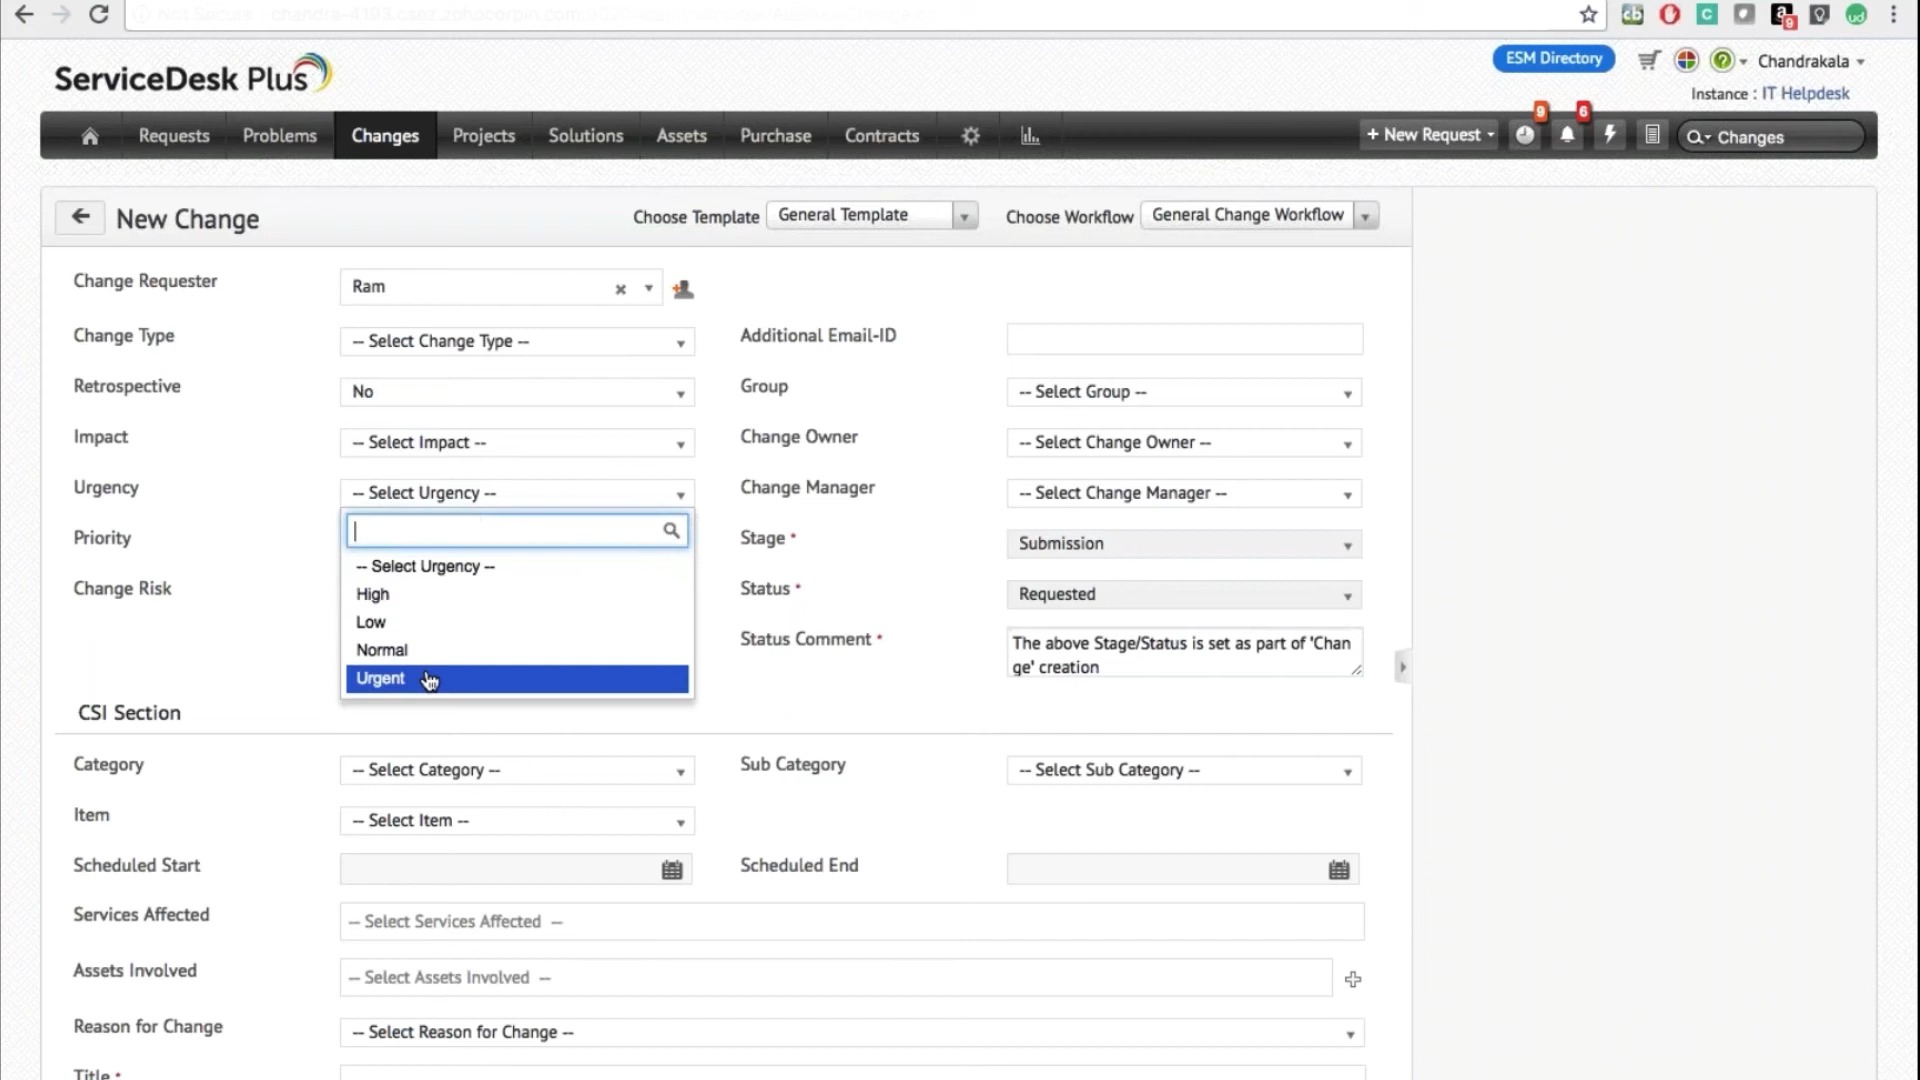 ServiceDesk Plus
ESM Directory
Chandrakala
Instance : IT Helpdesk
9
9
6
Requests
Problems
Changes
Projects
Solutions
Assets
Purchase
Contracts
+ New Request
Changes
New Change
Choose Template
General Template
Choose Workflow
General Change Workflow
Change Requester
Ram
Change Type
-- Select Change Type --
Additional Email-ID
Retrospective
No
Group
-- Select Group --
Impact
-- Select Impact --
Change Owner
-- Select Change Owner --
Urgency
-- Select Urgency --
Change Manager
-- Select Change Manager --
Priority
-- Select Urgency --
High
Low
Normal
Urgent
Stage *
Submission
Change Risk
Status *
Requested
Status Comment *
The above Stage/Status is set as part of 'Chan
ge' creation
CSI Section
Category
-- Select Category --
Sub Category
-- Select Sub Category --
Item
-- Select Item --
Scheduled Start
Scheduled End
Services Affected
-- Select Services Affected --
Assets Involved
-- Select Assets Involved --
Reason for Change
-- Select Reason for Change --
Title *